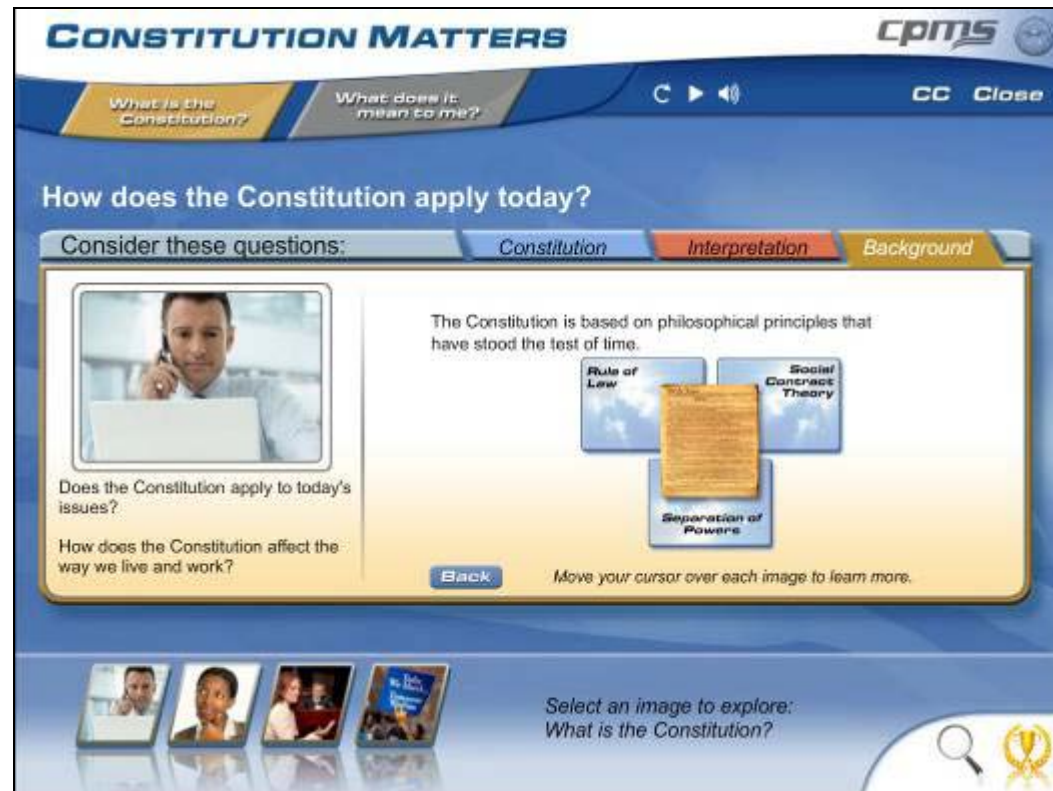 CONSTITUTION MATTERS
cpms
What is the
Constitution?
What does it
mean to me?
CC Close
How does the Constitution apply today?
Consider these questions:
Constitution
Interpretation
Background
The Constitution is based on philosophical principles that
have stood the test of time.
Rule of
Law
Social
Contract
Theory
Separation of
Powers
Does the Constitution apply to today's
issues?
How does the Constitution affect the
way we live and work?
Back
Move your cursor over each image to learn more.
Select an image to explore:
What is the Constitution?